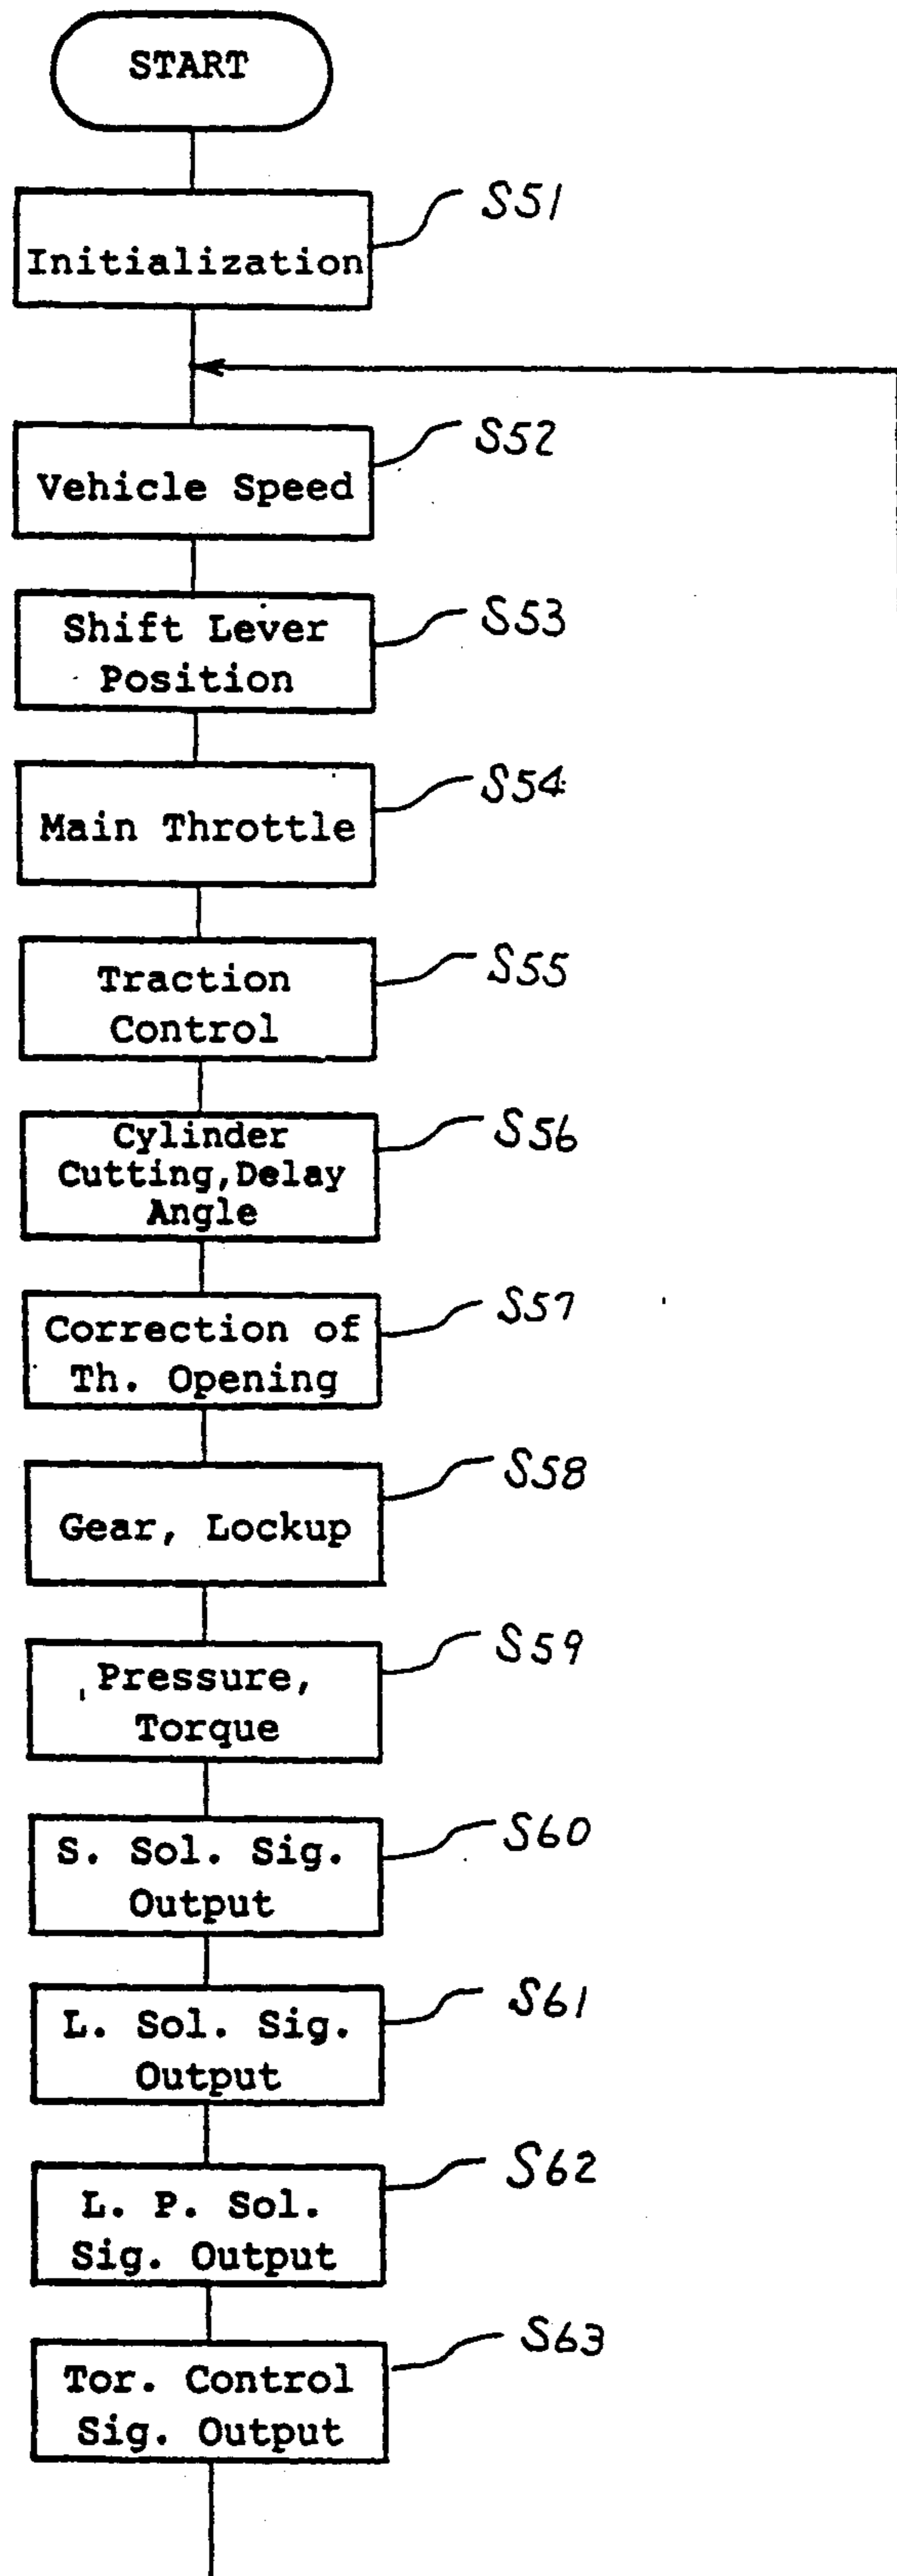 START
S51
Initialization
S52
Vehicle Speed
S53
Shift Lever
Position
S54
Main Throttle
S55
Traction
Control
S56
Cylinder
Cutting,Delay
Angle
S57
Correction of
Th. Opening
S58
Gear, Lockup
S59
Pressure,
Torque
S60
S. Sol. Sig.
Output
S61
L. Sol. Sig.
Output
S62
L. P. Sol.
Sig. Output
S63
Tor. Control
Sig. Output